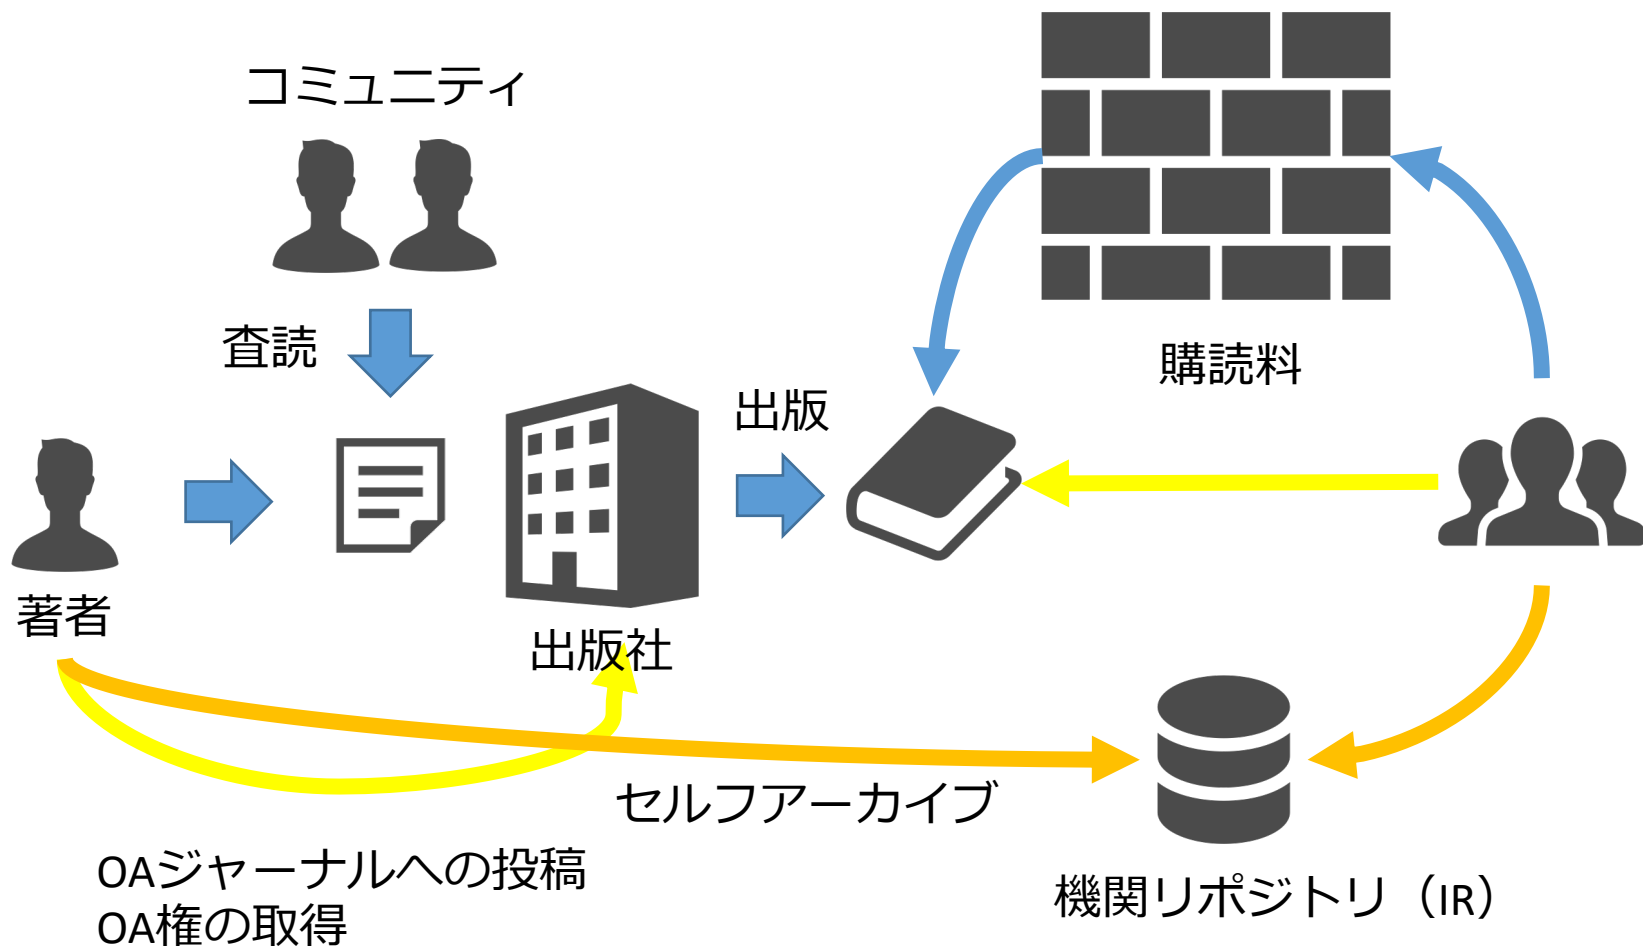 コミュニティ
査読
出版
購読料
著者
出版社
セルフアーカイブ
OAジャーナルへの投稿
OA権の取得
機関リポジトリ（IR）